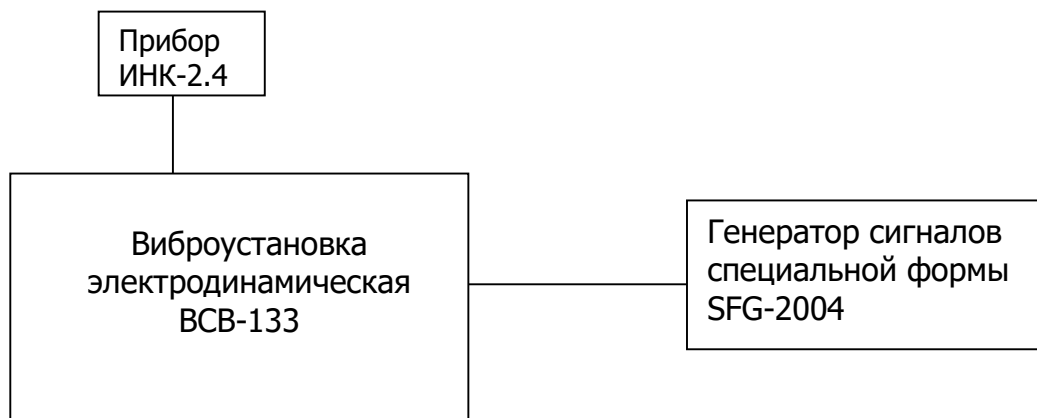 Прибор
ИНК-2.4
Виброустановка
электродинамическая
ВСВ-133
Генератор сигналов
специальной формы
SFG-2004